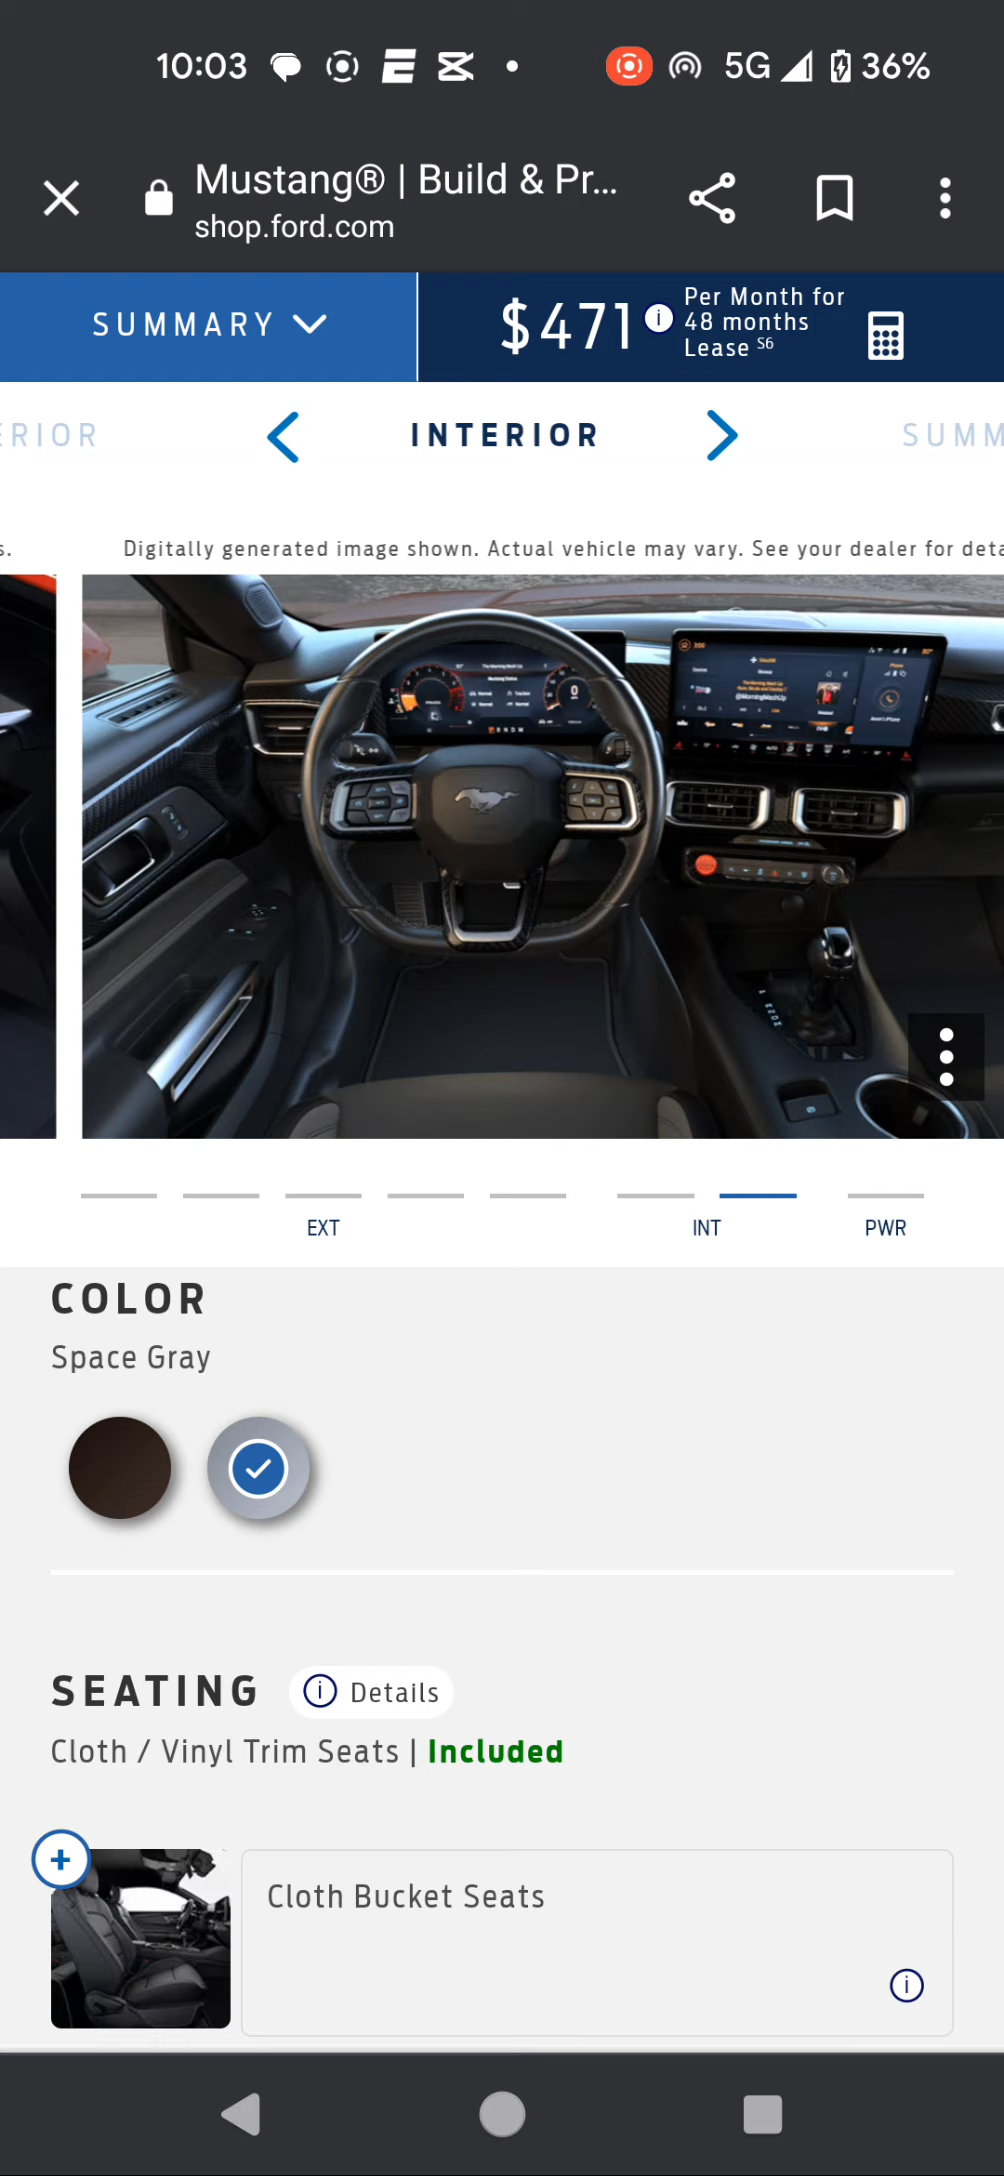 10:03
5G
36%
Mustang® | Build & Pr...
shop.ford.com
SUMMARY
$471
Per Month for
48 months
Lease S6
ERIOR
INTERIOR
SUMM
s.
Digitally generated image shown. Actual vehicle may vary. See your dealer for deta
EXT
INT
PWR
COLOR
Space Gray
SEATING
Details
Cloth / Vinyl Trim Seats | Included
Cloth Bucket Seats